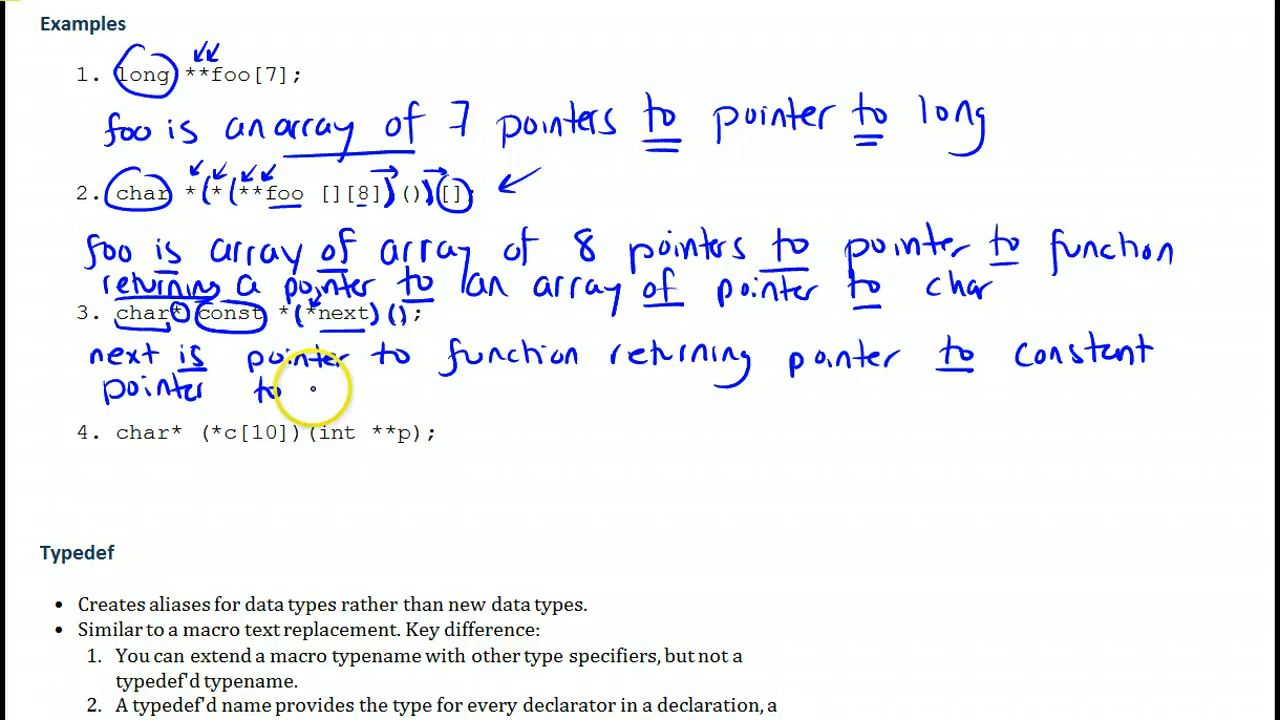 Examples
1. long **foo[7];
foo is an array of 7 pointers to pointer to long
2. char *(*(**foo [][8])())[];
foo is array of array of 8 pointers to pointer to function
returning a pointer to an array of pointer to char
3. char* const *(*next)();
next is pointer to function returning pointer to constant
pointer to
4. char* (*c[10])(int **p);
Typedef
• Creates aliases for data types rather than new data types.
• Similar to a macro text replacement. Key difference:
1. You can extend a macro typename with other type specifiers, but not a
typedef'd typename.
2. A typedef'd name provides the type for every declarator in a declaration, a